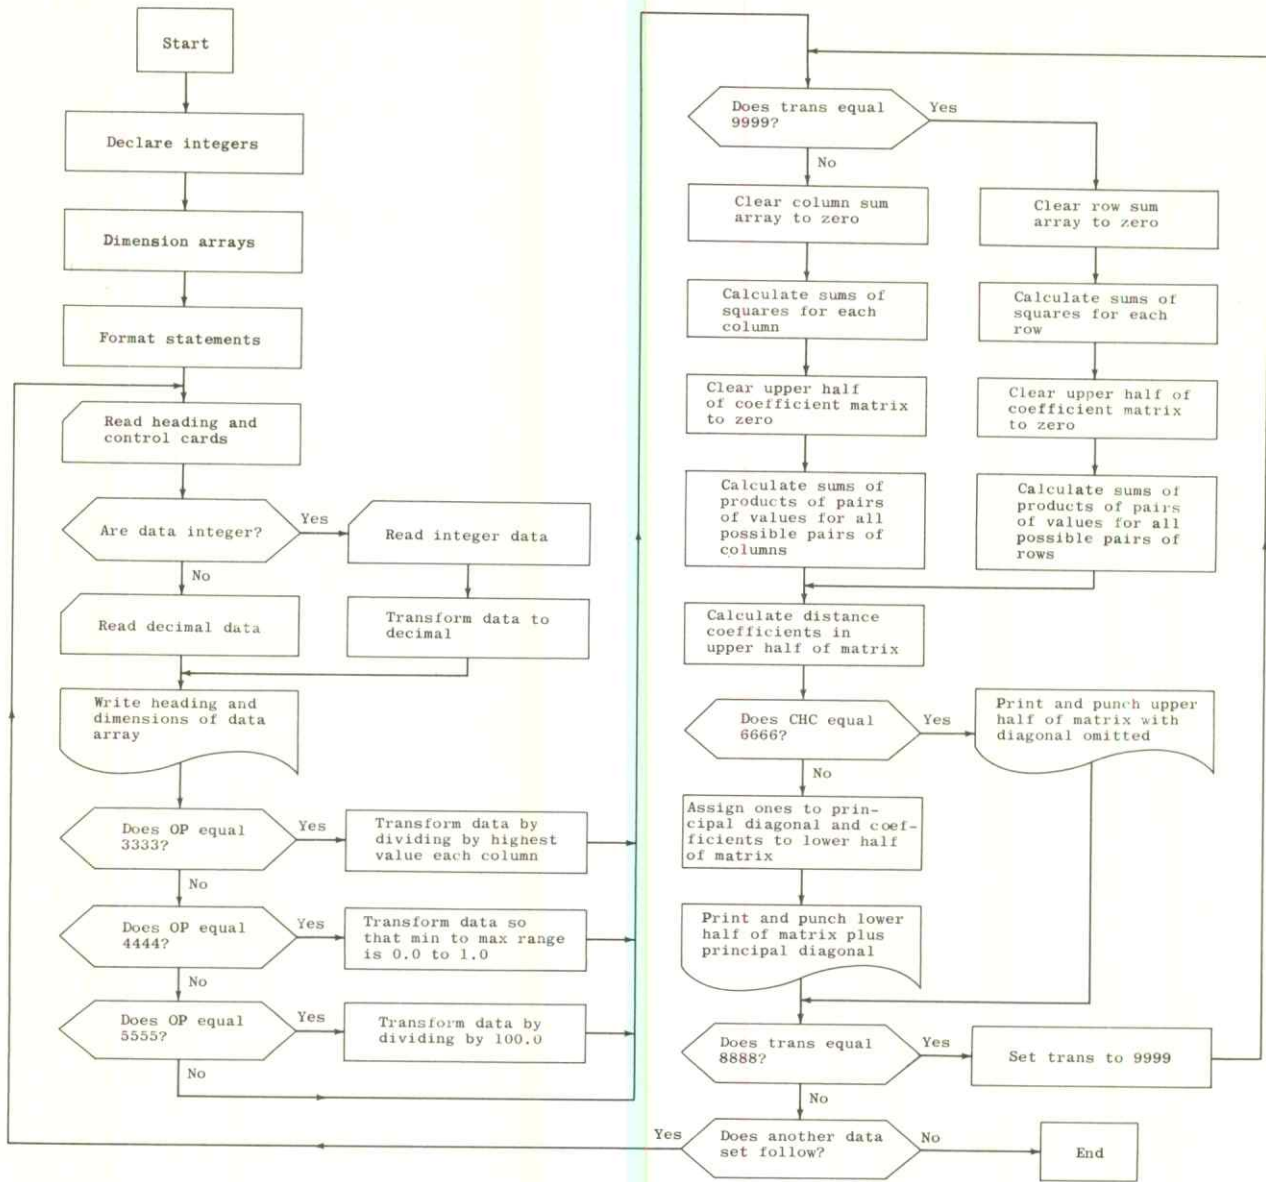 Start
Declare integers
Dimension arrays
Format statements
Read heading and
control cards
Are data integer?
Yes
Read integer data
No
Read decimal data
Transform data to
decimal
Write heading and
dimensions of data
array
Does OP equal
3333?
Yes
Transform data by
dividing by highest
value each column
No
Does OP equal
4444?
Yes
Transform data so
that min to max range
is 0.0 to 1.0
No
Does OP equal
5555?
Yes
Transform data by
dividing by 100.0
No
Does trans equal
9999?
Yes
No
Clear column sum
array to zero
Clear row sum
array to zero
Calculate sums of
squares for each
column
Calculate sums of
squares for each
row
Clear upper half
of coefficient matrix
to zero
Clear upper half of
coefficient matrix
to zero
Calculate sums of
products of pairs
of values for all
possible pairs of
columns
Calculate sums of
products of pairs
of values for all
possible pairs of
rows
Calculate distance
coefficients in
upper half of matrix
Does CHC equal
6666?
Yes
Print and punch upper
half of matrix with
diagonal omitted
No
Assign ones to prin-
cipal diagonal and coef-
ficients to lower half
of matrix
Print and punch lower
half of matrix plus
principal diagonal
Does trans equal
8888?
Yes
Set trans to 9999
No
Yes
Does another data
set follow?
No
End